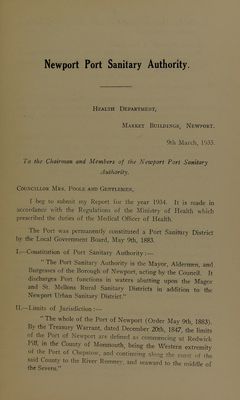 Newport Port Sanitary Authority.
Health Department,
Market Buildings, Newport.
9th March, 1935
To the Chairman and Members of the Newport Port Sanitary
Authority.
Councillor Mrs. Poole and Gentlemen,
I beg to submit my Report for the year 1934. It is made in
accordance with the Regulations of the Ministry of Health which
prescribed the duties of the Medical Officer of Health.
The Port was permanently constituted a Port Sanitary District
by the Local Government Board, May 9th, 1883.
I.—Constitution of Port Sanitary Authority :—
" The Port Sanitary Authority is the Mayor, Aldermen, and
Burgesses of the Borough of Newport, acting by the Council. It
discharges Port functions in waters abutting upon the Magor
and St. Mellons Rural Sanitary Districts in addition to the
Newport Urban Sanitary District."
II.—Limits of Jurisdiction :—
" The whole of the Port of Newport (Order May 9th, 1883).
By the Treasury Warrant, dated December 20th, 1847, the limits
of the Port of Newport are defined as commencing at Redwick
Pill, in the County of Monmouth, being the Western extremity
of the Port of Chepstow, and continuing along the coast of the
said County to the River Romney, and seaward to the middle of
the Severn."